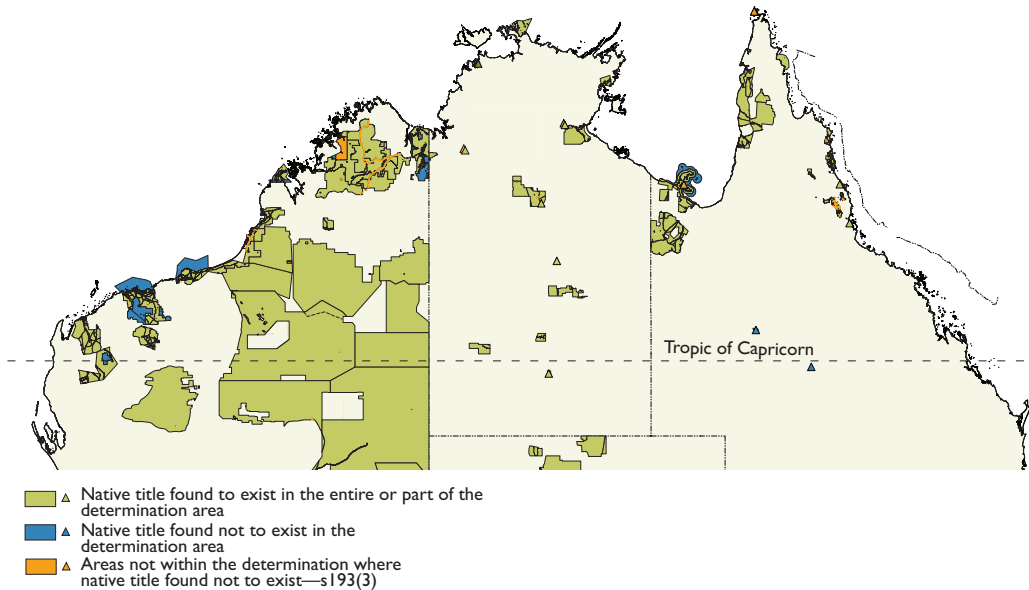 Tropic of Capricorn
Native title found to exist in the entire or part of the
determination area
Native title found not to exist in the
determination area
Areas not within the determination where
native title found not to exist—s193(3)